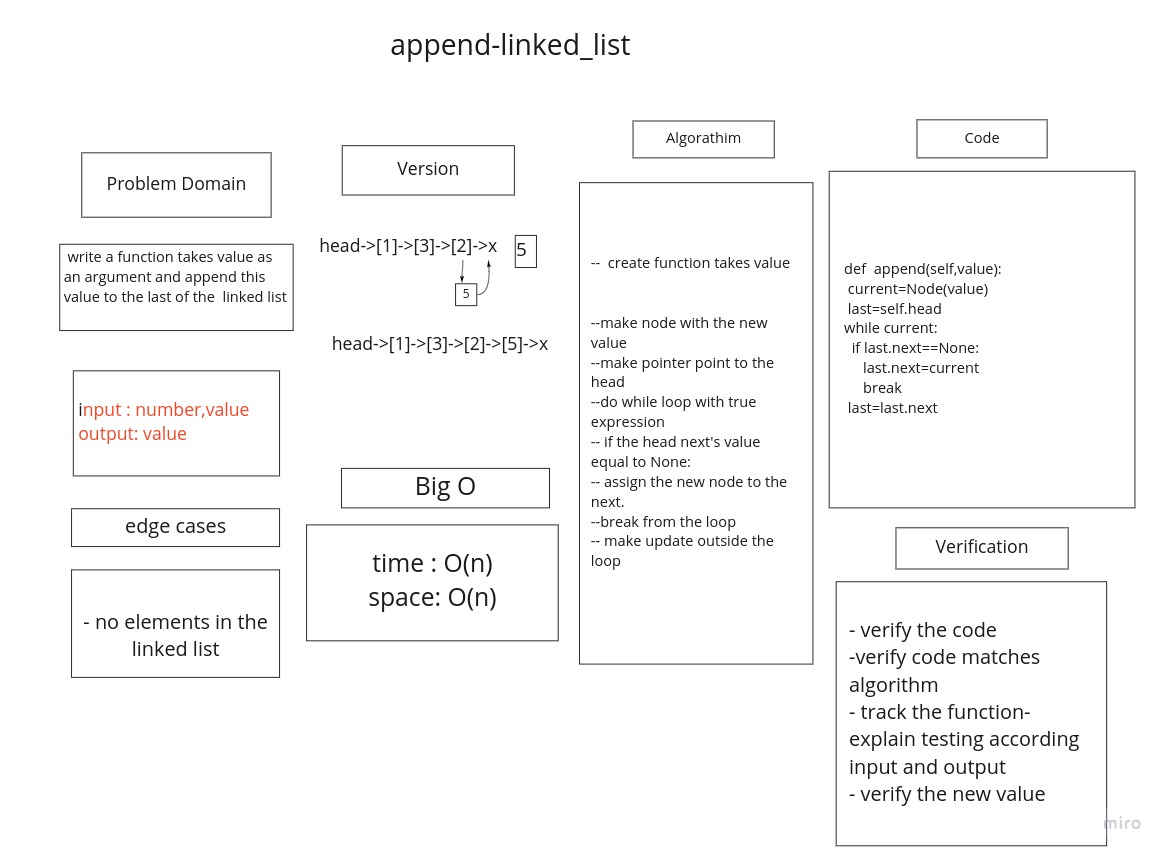 append-linked_list
Problem Domain
write a function takes value as
an argument and append this
value to the last of the  linked list
input : number,value
output: value
edge cases
- no elements in the
linked list
Version
head->[1]->[3]->[2]->x
5
5
head->[1]->[3]->[2]->[5]->x
Big O
time : O(n)
space: O(n)
Algorathim
--  create function takes value
--make node with the new
value
--make pointer point to the
head
--do while loop with true
expression
-- if the head next's value
equal to None:
-- assign the new node to the
next.
--break from the loop
-- make update outside the
loop
Code
def  append(self,value):
current=Node(value)
last=self.head
while current:
if last.next==None:
last.next=current
break
last=last.next
Verification
- verify the code
-verify code matches
algorithm
- track the function-
explain testing according
input and output
- verify the new value
miro